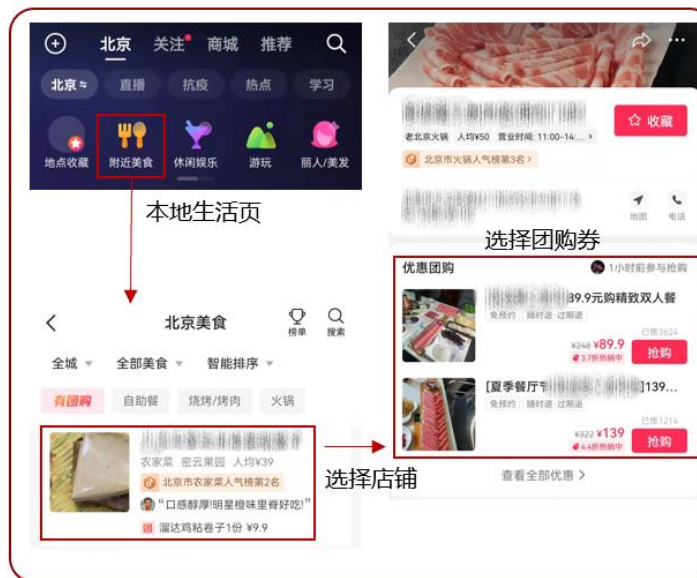 北京 关注 商城 推荐
北京 直播 抗疫 热点 学习
地点收藏 附近美食 休闲娱乐 游玩 丽人/美发
本地生活页
北京美食
榜单 搜索
全城 全部美食 智能排序
有团购 自助餐 烧烤/烤肉 火锅
农家菜 密云果园 人均¥39
北京市农家菜人气榜第2名
“口感醇厚!明星橙味里脊好吃!”
团 溜达鸡粘卷子1份 ¥9.9
选择店铺
收藏
老北京火锅 人均¥50 营业时间: 11:00-14:... >
北京市火锅人气榜第3名 >
地图 电话
选择团购券
优惠团购 1小时前参与抢购
89.9元购精致双人餐
免预约 随时退·过期退
已售3624
¥248 ¥89.9 抢购
3.7折热销中
[夏季餐厅节 ]139...
免预约 随时退·过期退
已售1214
¥322 ¥139 抢购
4.4折热销中
查看全部优惠 >